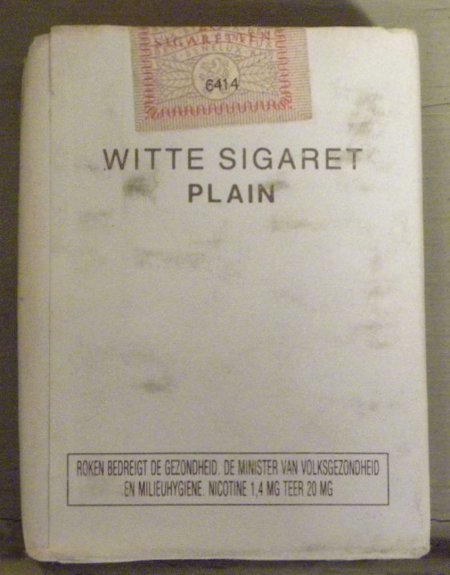 SIGARETTEN
6414
WITTE SIGARET
PLAIN
ROKEN BEDREIGT DE GEZONDHEID. DE MINISTER VAN VOLKSGEZONDHEID
EN MILIEUHYGIENE. NICOTINE 1,4 MG TEER 20 MG